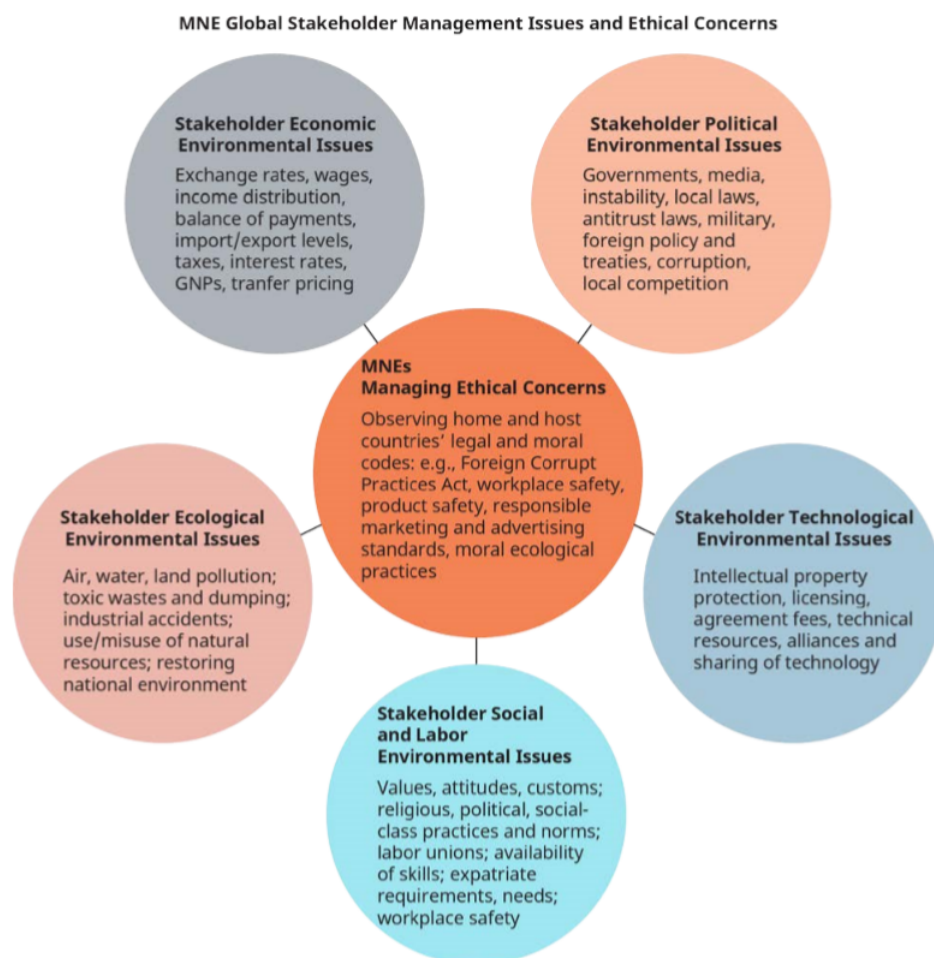 MNE Global Stakeholder Management Issues and Ethical Concerns
Stakeholder Economic
Environmental Issues
Exchange rates, wages,
income distribution,
balance of payments,
import/export levels,
taxes, interest rates,
GNPs, tranfer pricing
Stakeholder Political
Environmental Issues
Governments, media,
instability, local laws,
antitrust laws, military,
foreign policy and
treaties, corruption,
local competition
MNEs
Managing Ethical Concerns
Observing home and host
countries’ legal and moral
codes: e.g., Foreign Corrupt
Practices Act, workplace safety,
product safety, responsible
marketing and advertising
standards, moral ecological
practices
Stakeholder Ecological
Environmental Issues
Air, water, land pollution;
toxic wastes and dumping;
industrial accidents;
use/misuse of natural
resources; restoring
national environment
Stakeholder Technological
Environmental Issues
Intellectual property
protection, licensing,
agreement fees, technical
resources, alliances and
sharing of technology
Stakeholder Social
and Labor
Environmental Issues
Values, attitudes, customs;
religious, political, social-
class practices and norms;
labor unions; availability
of skills; expatriate
requirements, needs;
workplace safety